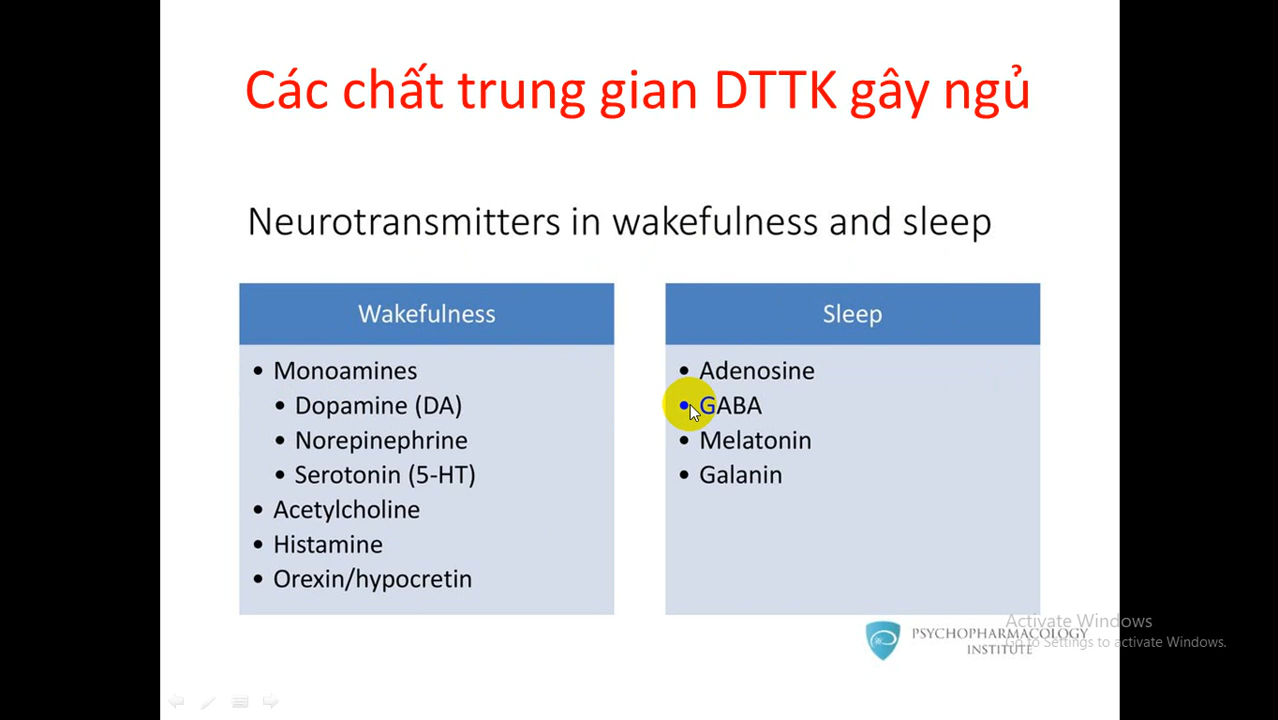 Các chất trung gian DTTK gây ngủ
Neurotransmitters in wakefulness and sleep
Wakefulness
• Monoamines
• Dopamine (DA)
• Norepinephrine
• Serotonin (5-HT)
• Acetylcholine
• Histamine
• Orexin/hypocretin
Sleep
• Adenosine
• GABA
• Melatonin
• Galanin
PSYCHOPHARMACOLOGY
INSTITUTE
Activate Windows
Go to Settings to activate Windows.